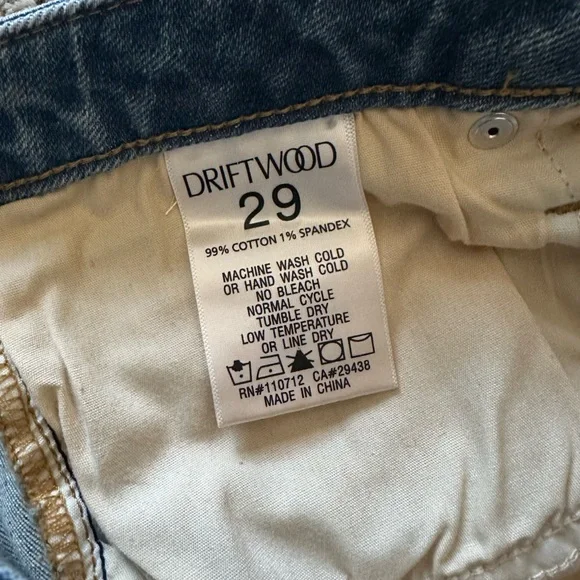 DRIFTWOOD
29
99% COTTON 1% SPANDEX
MACHINE WASH COLD
OR HAND WASH COLD
NO BLEACH
NORMAL CYCLE
TUMBLE DRY
LOW TEMPERATURE
OR LINE DRY
RN#110712 CA#29438
MADE IN CHINA